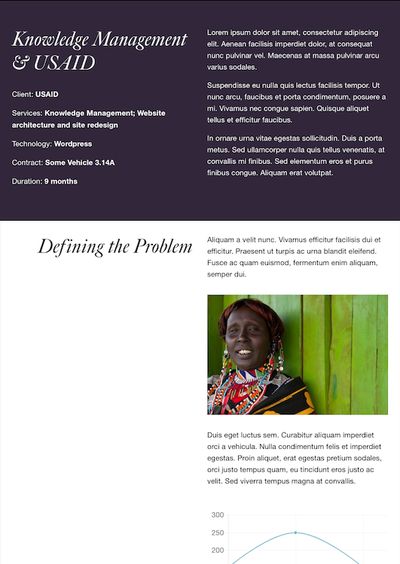 Knowledge Management
& USAID
Client: USAID
Services: Knowledge Management; Website
architecture and site redesign
Technology: Wordpress
Contract: Some Vehicle 3.14A
Duration: 9 months
Lorem ipsum dolor sit amet, consectetur adipiscing
elit. Aenean facilisis imperdiet dolor, at consequat
nunc pulvinar vel. Maecenas at massa pulvinar arcu
varius sodales.
Suspendisse eu nulla quis lectus facilisis tempor. Ut
nunc arcu, faucibus et porta condimentum, posuere a
mi. Vivamus nec congue sapien. Quisque aliquet
tellus et efficitur faucibus.
In ornare urna vitae egestas sollicitudin. Duis a porta
metus. Sed ullamcorper nulla quis tellus venenatis, at
convallis mi finibus. Sed elementum eros et purus
finibus congue. Aliquam erat volutpat.
Defining the Problem
Aliquam a velit nunc. Vivamus efficitur facilisis dui et
efficitur. Praesent ut turpis ac urna blandit eleifend.
Fusce ac quam euismod, fermentum enim aliquam,
semper dui.
Duis eget luctus sem. Curabitur aliquam imperdiet
orci a vehicula. Nulla condimentum felis et imperdiet
egestas. Proin aliquet, erat egestas pretium sodales,
orci justo tempus quam, eu tincidunt eros justo ac
velit. Sed viverra tempus magna at convallis.
300
250
200